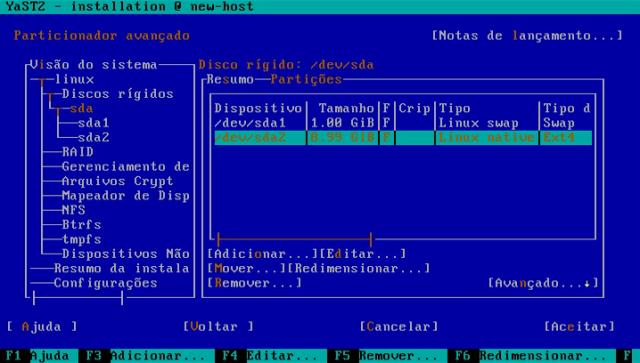 YaST2 - installation @ new-host
Particionador avançado [Notas de lançamento...]
Visão do sistema
linux
Discos rígidos
sda
sda1
sda2
RAID
Gerenciamento de
Arquivos Crypt
Mapeador de Disp
NFS
Btrfs
tmpfs
Dispositivos Não
Resumo da instala
Configurações
Disco rígido: /dev/sda
Resumo Partições
Dispositivo Tamanho F F Crip Tipo Tipo d
/dev/sda1 1.00 GiB F Linux swap Swap
/dev/sda2 8.99 GiB F Linux native Ext4
[Adicionar...][Editar...]
[Mover...][Redimensionar...]
[Remover...] [Avançado...↓]
[ Ajuda ] [Voltar ] [Cancelar] [Aceitar]
F1 Ajuda F3 Adicionar... F4 Editar... F5 Remover... F6 Redimensionar... F